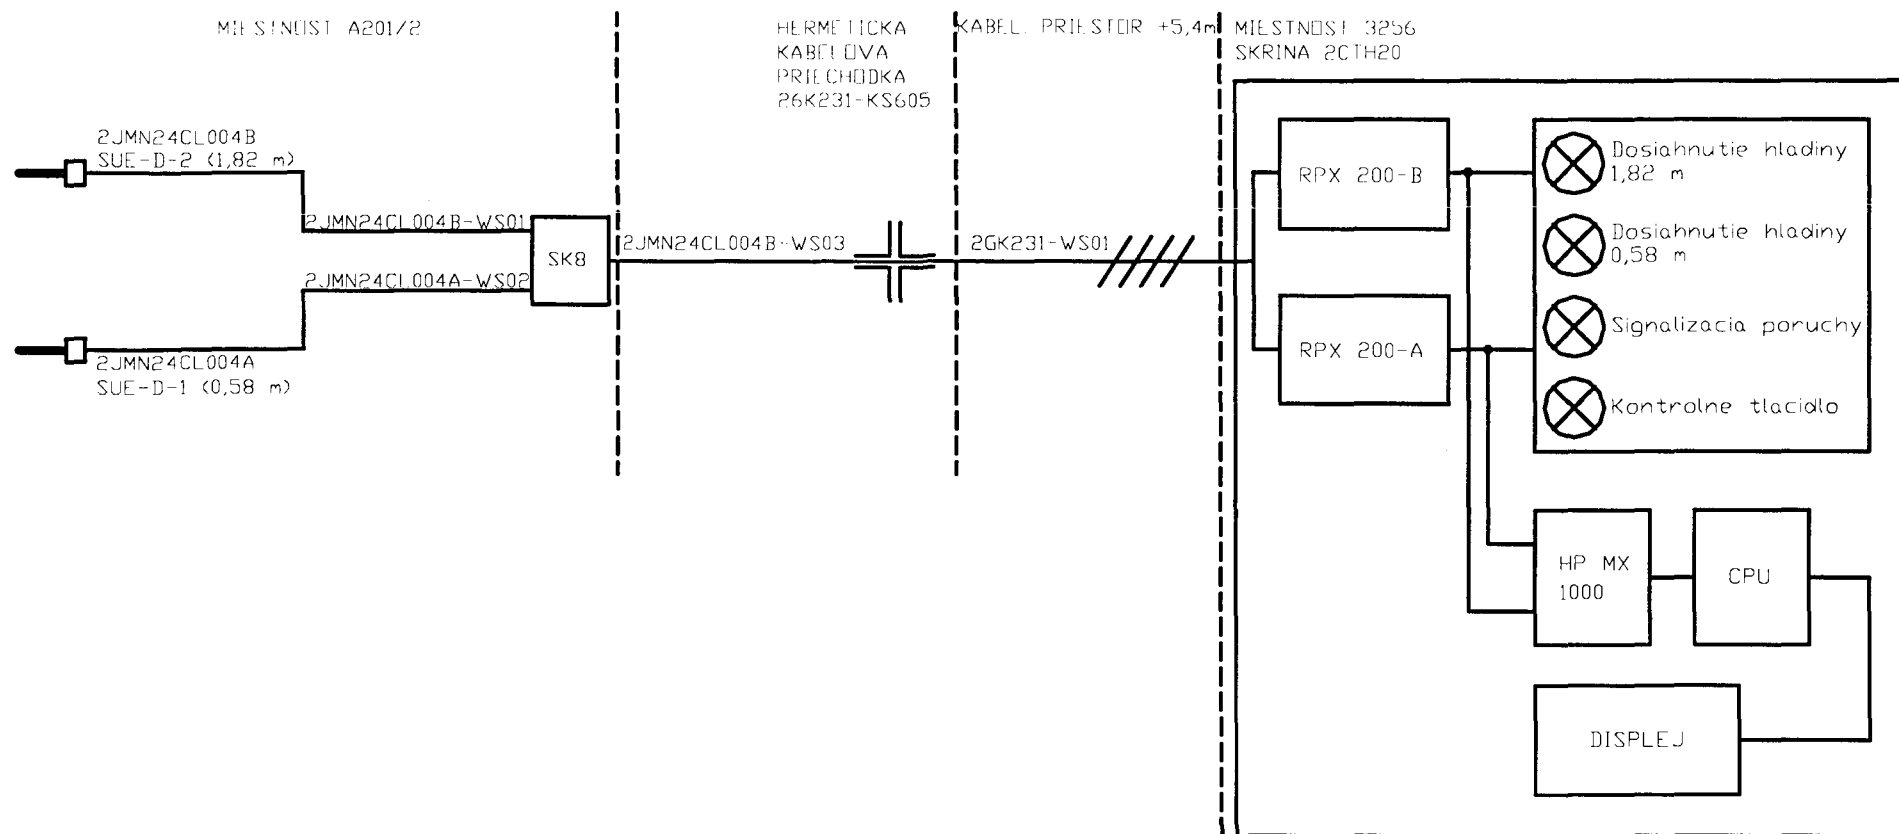 MIESTNOST A201/2
HERMETICKA
KABELOVA
PRIECHODKA
26K231-KS605
KABEL. PRIESTOR +5,4m
MIESTNOST 3256
SKRINA 2CTH20
2JMN24CL004B
SUE-D-2 (1,82 m)
2JMN24CL004B-WS01
2JMN24CL004A-WS02
2JMN24CL004A
SUE-D-1 (0,58 m)
SK8
2JMN24CL004B-WS03
2GK231-WS01
RPX 200-B
RPX 200-A
Dosiahnutie hladiny
1,82 m
Dosiahnutie hladiny
0,58 m
Signalizacia poruchy
Kontrolne tlacidlo
HP MX
1000
CPU
DISPLEJ